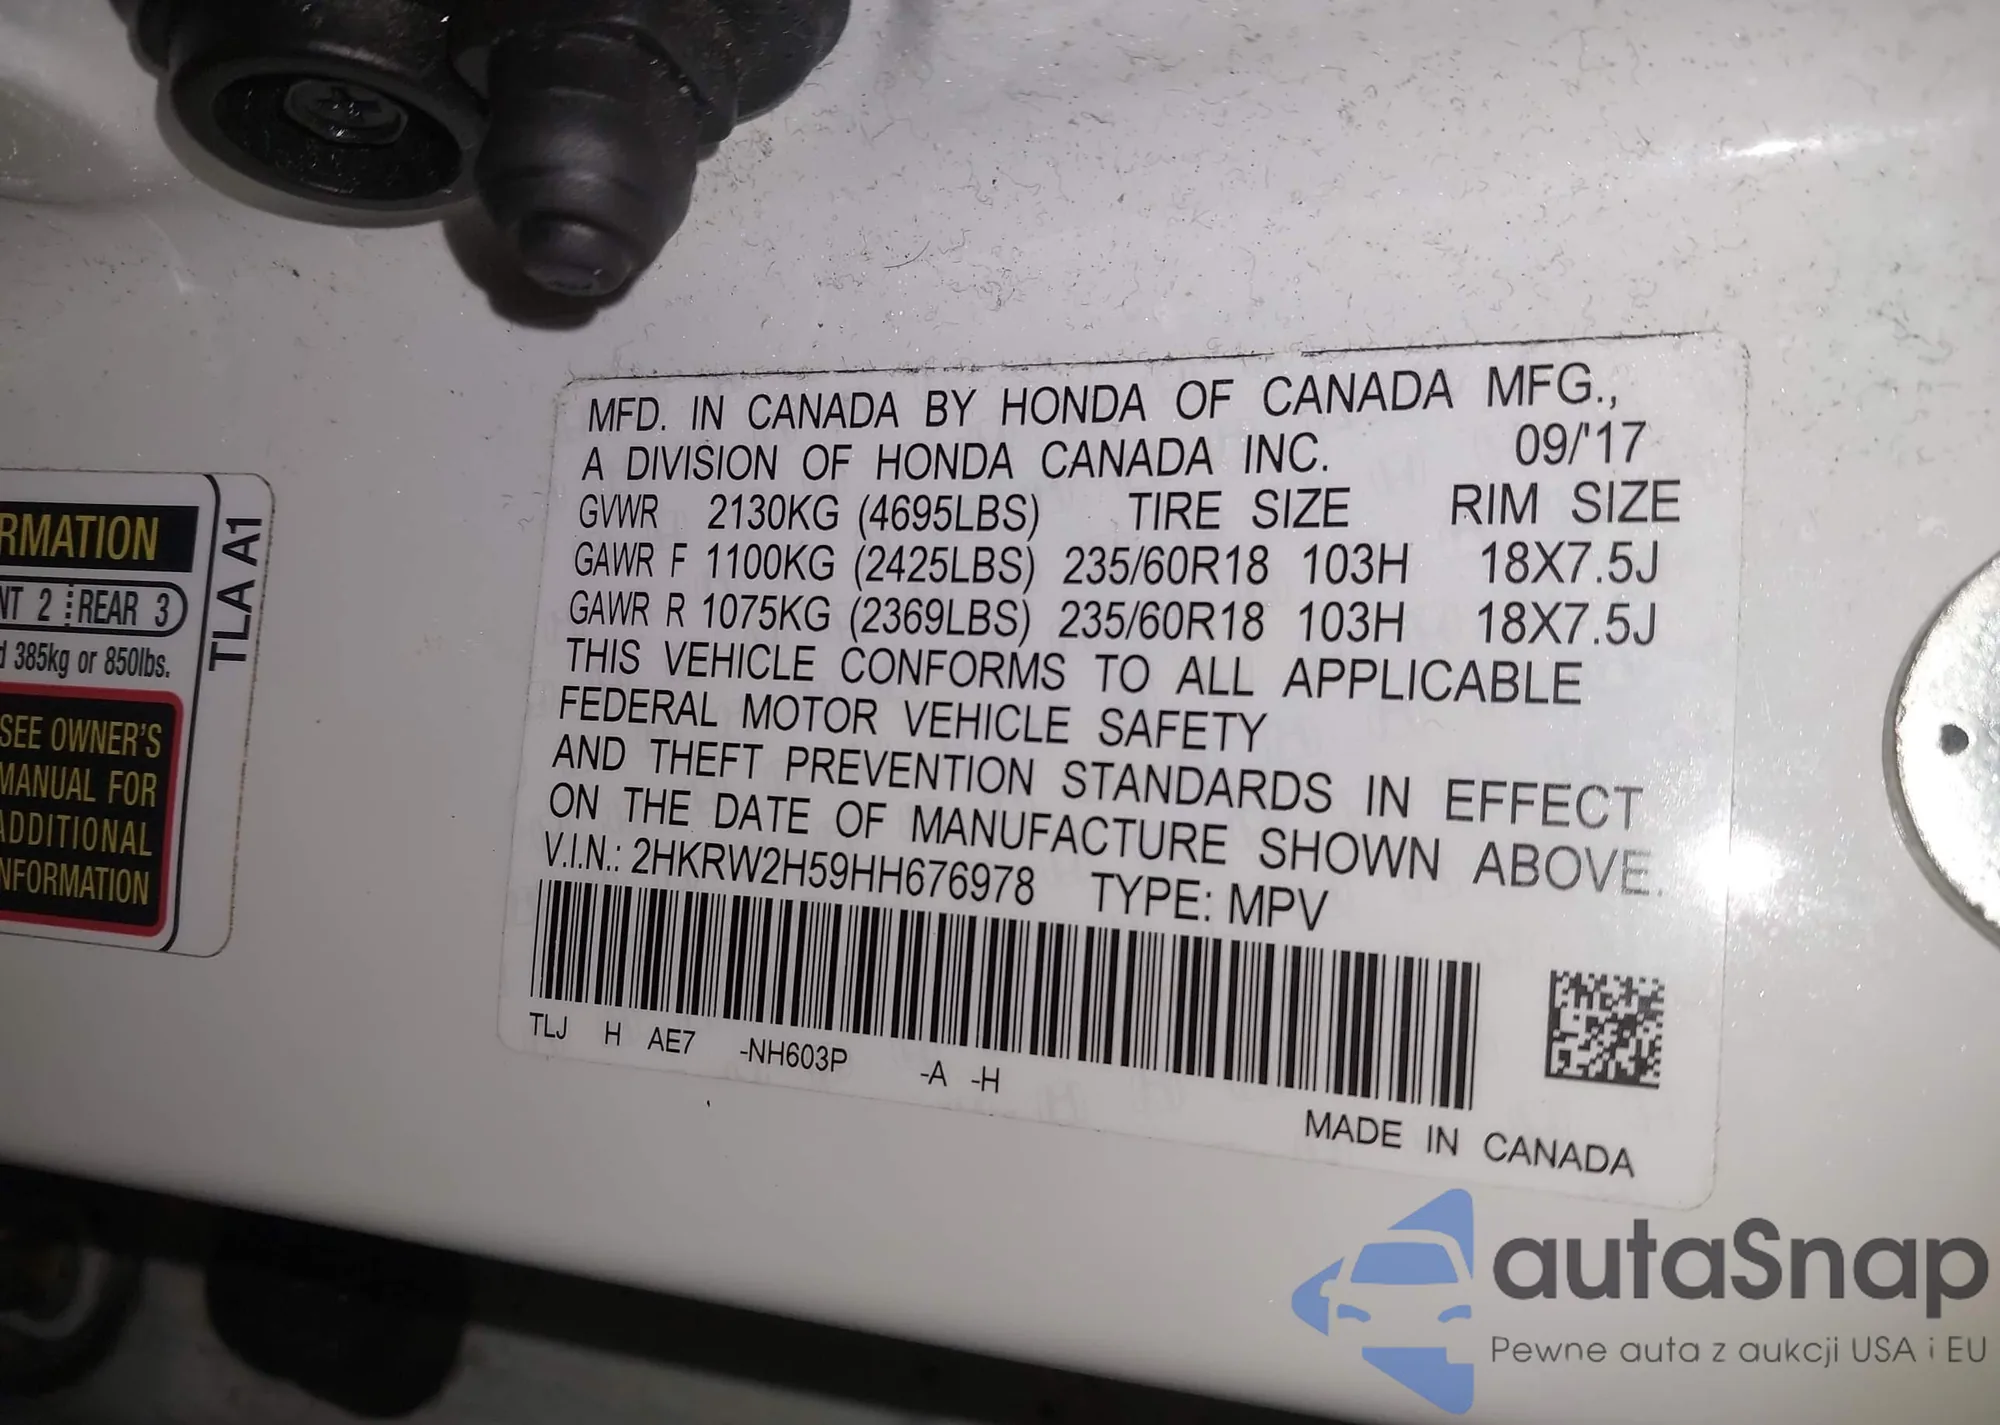 RMATION
NT 2 REAR 3
d 385kg or 850lbs.
SEE OWNER'S
MANUAL FOR
ADDITIONAL
NFORMATION
TLA A1
MFD. IN CANADA BY HONDA OF CANADA MFG.,
A DIVISION OF HONDA CANADA INC. 09/'17
GVWR 2130KG (4695LBS) TIRE SIZE RIM SIZE
GAWR F 1100KG (2425LBS) 235/60R18 103H 18X7.5J
GAWR R 1075KG (2369LBS) 235/60R18 103H 18X7.5J
THIS VEHICLE CONFORMS TO ALL APPLICABLE
FEDERAL MOTOR VEHICLE SAFETY
AND THEFT PREVENTION STANDARDS IN EFFECT
ON THE DATE OF MANUFACTURE SHOWN ABOVE.
V.I.N.: 2HKRW2H59HH676978 TYPE: MPV
TLJ H AE7 -NH603P -A -H
MADE IN CANADA
autaSnap
Pewne auta z aukcji USA i EU